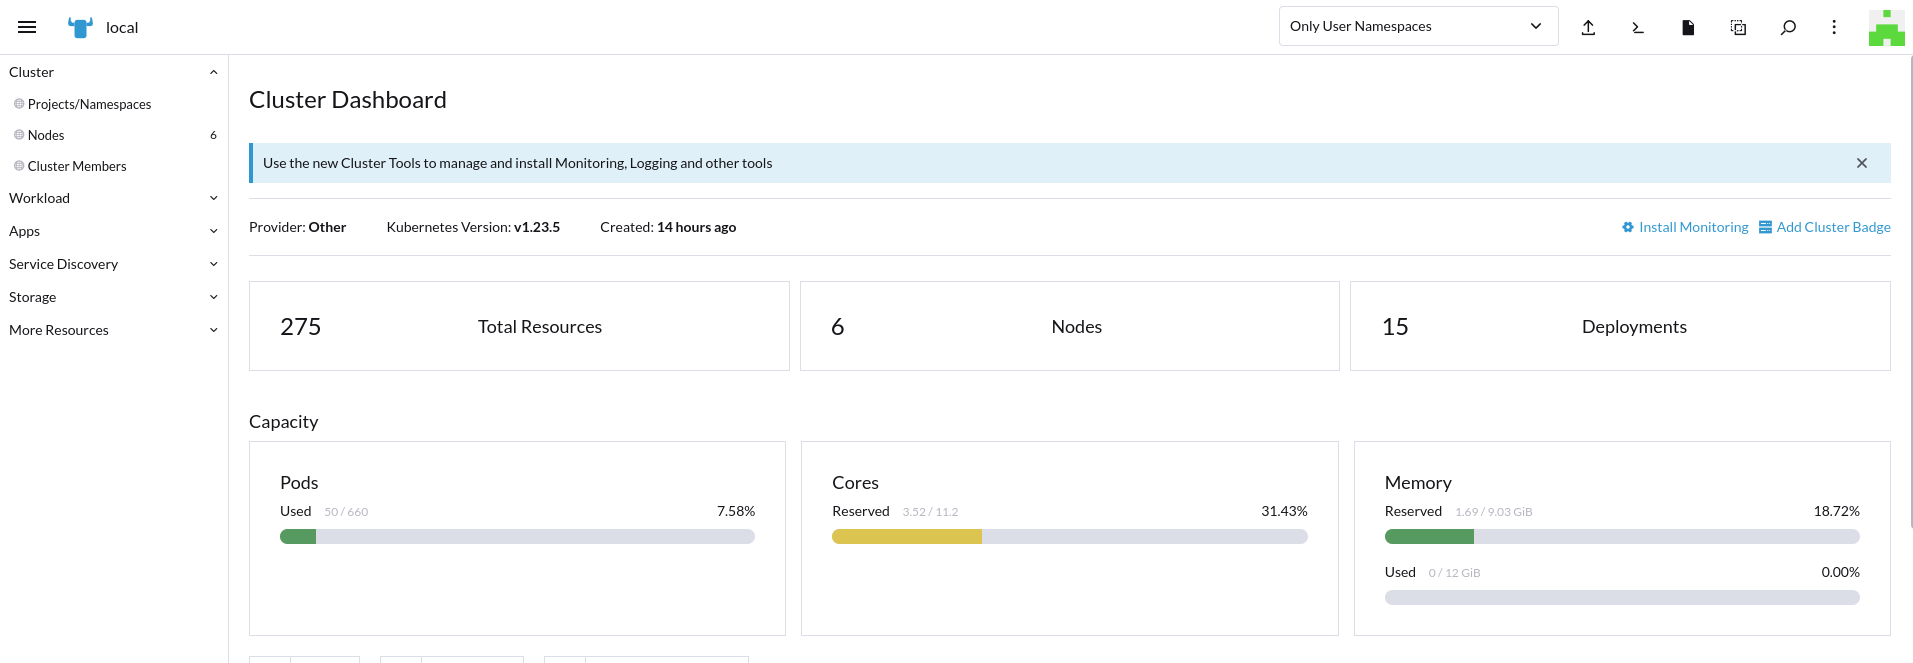 local
Only User Namespaces
Cluster
Projects/Namespaces
Nodes 6
Cluster Members
Workload
Apps
Service Discovery
Storage
More Resources
Cluster Dashboard
Use the new Cluster Tools to manage and install Monitoring, Logging and other tools
Provider: Other Kubernetes Version: v1.23.5 Created: 14 hours ago Install Monitoring Add Cluster Badge
275 Total Resources
6 Nodes
15 Deployments
Capacity
Pods
Used 50 / 660 7.58%
Cores
Reserved 3.52 / 11.2 31.43%
Memory
Reserved 1.69 / 9.03 GiB 18.72%
Used 0 / 12 GiB 0.00%